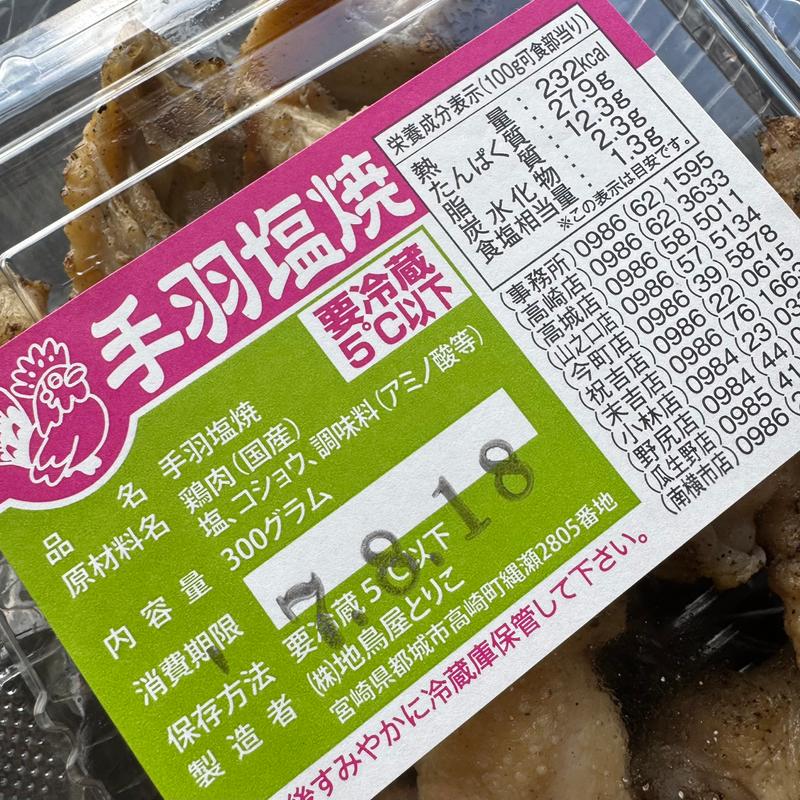 手羽塩焼
要冷蔵
5℃以下
栄養成分表示(100g可食部当り)
熱量: 232kcal
たんぱく質: 27.9g
脂質: 12.3g
炭水化物: 2.3g
食塩相当量: 1.3g
※この表示は目安です。
品名 手羽塩焼
原材料名 鶏肉(国産)
塩、コショウ、調味料(アミノ酸等)
内容量 300グラム
消費期限 7.8.18
保存方法 要冷蔵5℃以下
製造者 (株)地鳥屋とりこ
宮崎県都城市高崎町縄瀬2805番地
後すみやかに冷蔵庫保管して下さい。
(事務所) 0986(62)1595
(高崎店) 0986(62)3633
(高城店) 0986(58)5011
(山之口店) 0986(57)5134
(今町店) 0986(39)5878
(祝吉店) 0986(22)0615
(末吉店) 0986(76)166
(小林店) 0984(23)03
(野尻店) 0984(44)0
(瓜生野店) 0985(41)
(南横市店) 0986(